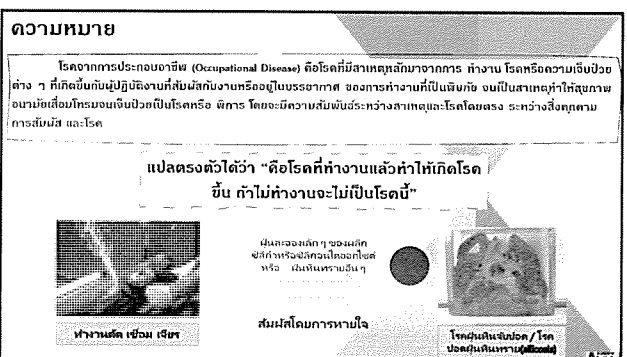 ความหมาย
โรคจากการประกอบอาชีพ (Occupational Disease) คือโรคที่มีสาเหตุหลักมาจากการ ทำงาน โรคหรือความเจ็บป่วย
ต่าง ๆ ที่เกิดขึ้นกับผู้ปฏิบัติงานที่สัมผัสกับงานหรืออยู่ในบรรยากาศ ของการทำงานที่เป็นพิษภัย จนเป็นสาเหตุทำให้สุขภาพ
อนามัยเสื่อมโทรมจนเจ็บป่วยเป็นโรคหรือ พิการ โดยจะมีความสัมพันธ์ระหว่างสาเหตุและโรคโดยตรง ระหว่างสิ่งคุกคาม
การสัมผัส และโรค
แปลตรงตัวได้ว่า “คือโรคที่ทำงานแล้วทำให้เกิดโรค
ขึ้น ถ้าไม่ทำงานจะไม่เป็นโรคนี้”
ฝุ่นละอองเล็ก ๆ ของผลึก
ซิลิก้าหรือซิลิกอนไดออกไซด์
หรือ ฝุ่นหินทรายอื่น ๆ
สัมผัสโดยการหายใจ
ทำงานตัด เชื่อม เจียร
โรคฝุ่นหินจับปอด / โรค
ปอดฝุ่นหินทราย(silicosis)